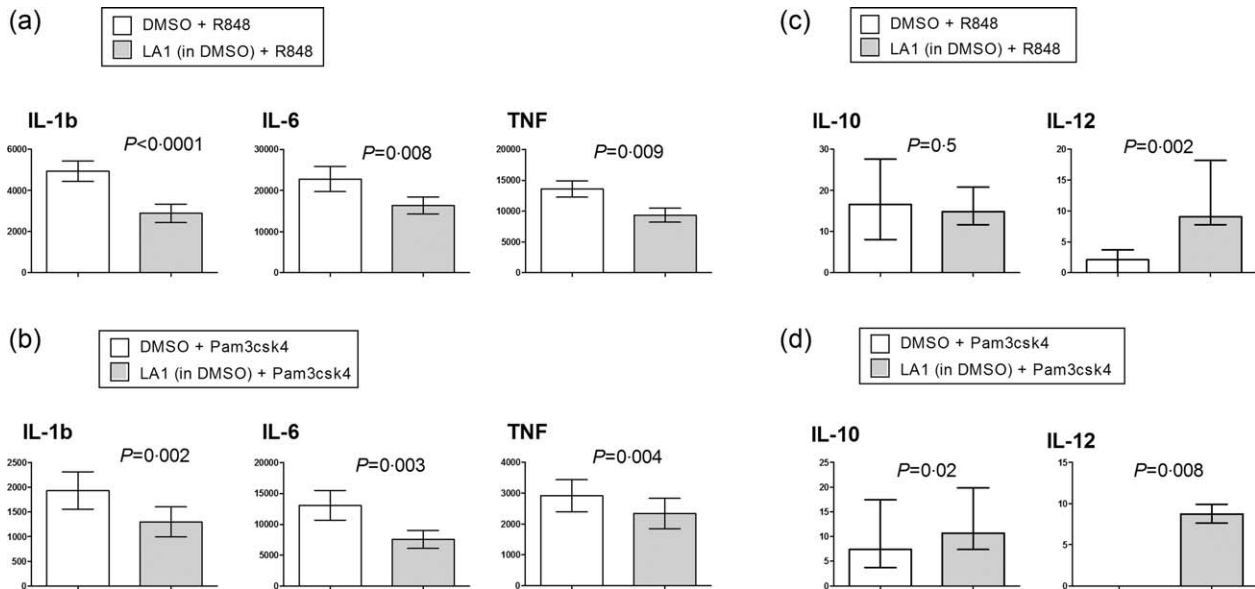 (a)
DMSO + R848
LA1 (in DMSO) + R848
IL-1b
P<0·0001
6000
4000
2000
0
IL-6
P=0·008
30000
20000
10000
0
TNF
P=0·009
20000
15000
10000
5000
0
(c)
DMSO + R848
LA1 (in DMSO) + R848
IL-10
P=0·5
30
20
10
0
IL-12
P=0·002
20
15
10
5
0
(b)
DMSO + Pam3csk4
LA1 (in DMSO) + Pam3csk4
IL-1b
P=0·002
2500
2000
1500
1000
500
0
IL-6
P=0·003
20000
15000
10000
5000
0
TNF
P=0·004
4000
3000
2000
1000
0
(d)
DMSO + Pam3csk4
LA1 (in DMSO) + Pam3csk4
IL-10
P=0·02
25
20
15
10
5
0
IL-12
P=0·008
15
10
5
0